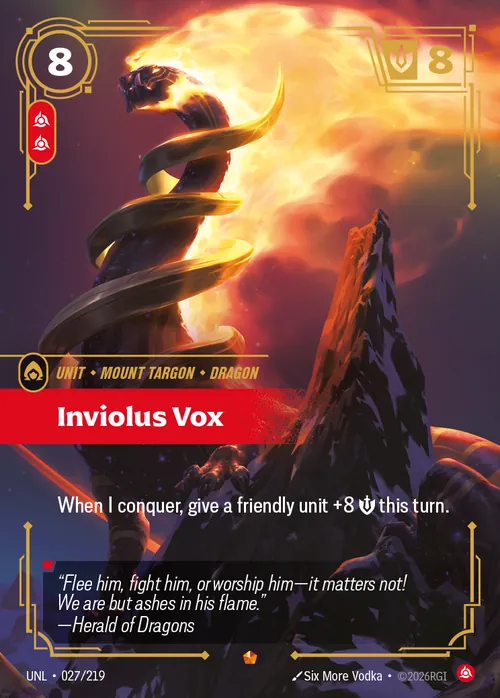 8
8
UNIT • MOUNT TARGON • DRAGON
Inviolus Vox
When I conquer, give a friendly unit +8 this turn.
“Flee him, fight him, or worship him—it matters not!
We are but ashes in his flame.”
—Herald of Dragons
UNL • 027/219
Six More Vodka • ©2026RGI